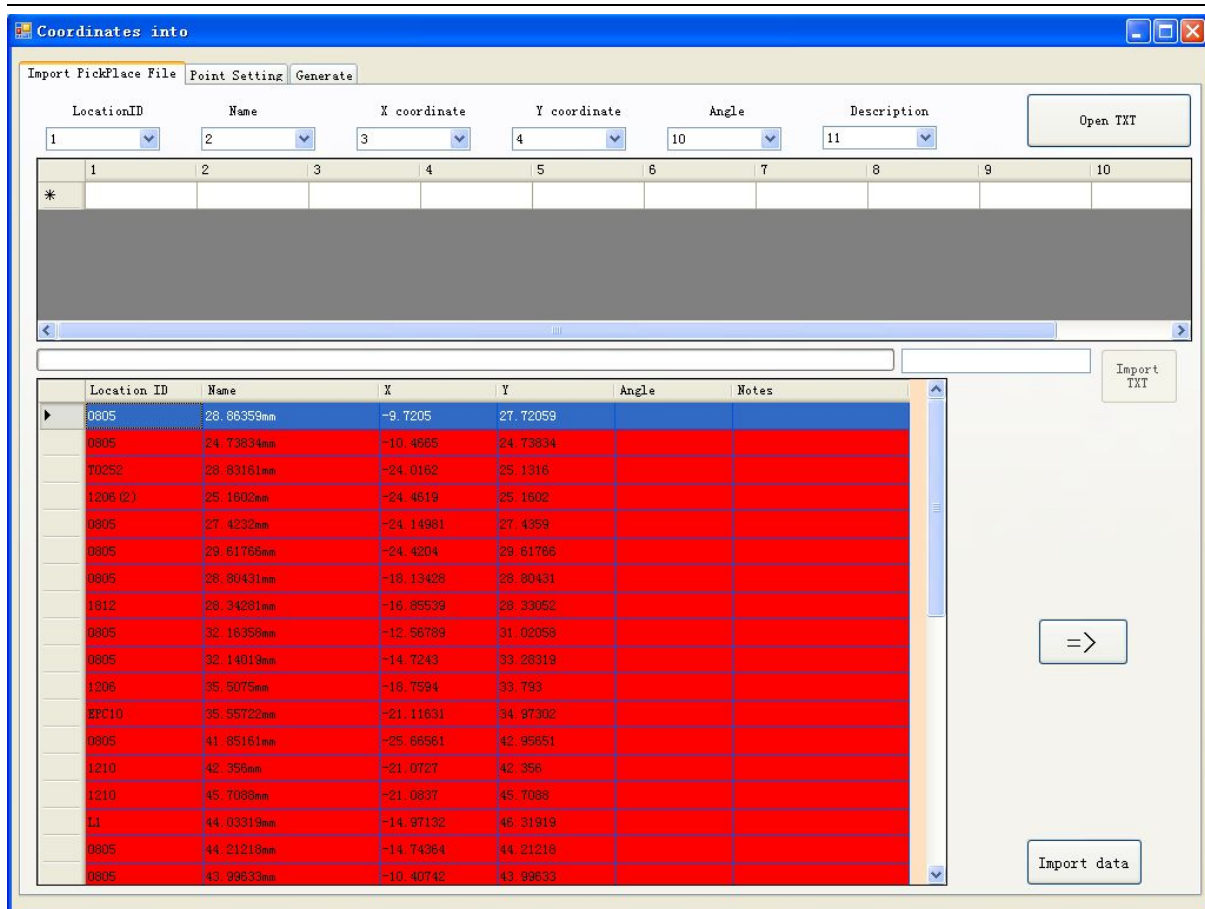 Coordinates into
Import PickPlace File Point Setting Generate
LocationID Name X coordinate Y coordinate Angle Description
Open TXT
1 2 3 4 10 11
1 2 3 4 5 6 7 8 9 10
*
Import TXT
Location ID Name X Y Angle Notes
0805 28.86359mm -9.7205 27.72059
0805 24.73834mm -10.4665 24.73834
TO252 28.83161mm -24.0162 25.1316
1206(2) 25.1602mm -24.4619 25.1602
0805 27.4232mm -24.14981 27.4359
0805 29.61766mm -24.4204 29.61766
0805 28.80431mm -18.13428 28.80431
1812 28.34281mm -16.85539 28.33052
0805 32.16358mm -12.56789 31.02058
0805 32.14019mm -14.7243 33.28319
=>
1206 35.5075mm -18.7594 33.793
EPC10 35.55722mm -21.11631 34.97302
0805 41.85161mm -25.66561 42.95651
1210 42.356mm -21.0727 42.356
1210 45.7088mm -21.0837 45.7088
L1 44.03319mm -14.97132 46.31919
0805 44.21218mm -14.74364 44.21218
Import data
0805 43.99633mm -10.40742 43.99633